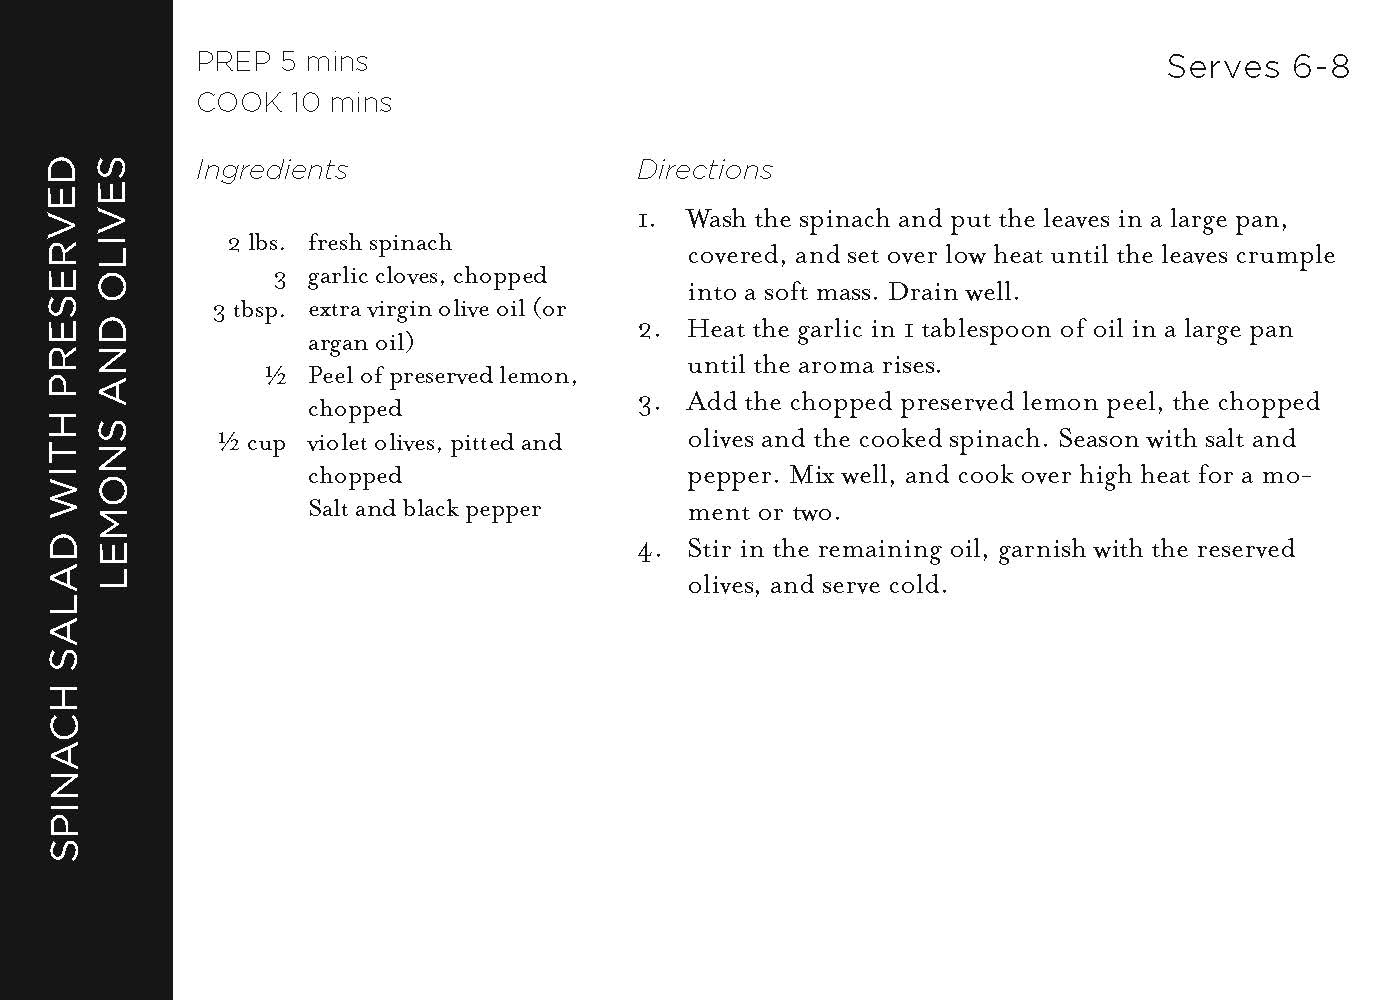 SPINACH SALAD WITH PRESERVED
LEMONS AND OLIVES
PREP 5 mins
COOK 10 mins
Serves 6-8
Ingredients
2 lbs. fresh spinach
3 garlic cloves, chopped
3 tbsp. extra virgin olive oil (or
argan oil)
½ Peel of preserved lemon,
chopped
½ cup violet olives, pitted and
chopped
Salt and black pepper
Directions
1. Wash the spinach and put the leaves in a large pan,
covered, and set over low heat until the leaves crumple
into a soft mass. Drain well.
2. Heat the garlic in 1 tablespoon of oil in a large pan
until the aroma rises.
3. Add the chopped preserved lemon peel, the chopped
olives and the cooked spinach. Season with salt and
pepper. Mix well, and cook over high heat for a mo-
ment or two.
4. Stir in the remaining oil, garnish with the reserved
olives, and serve cold.